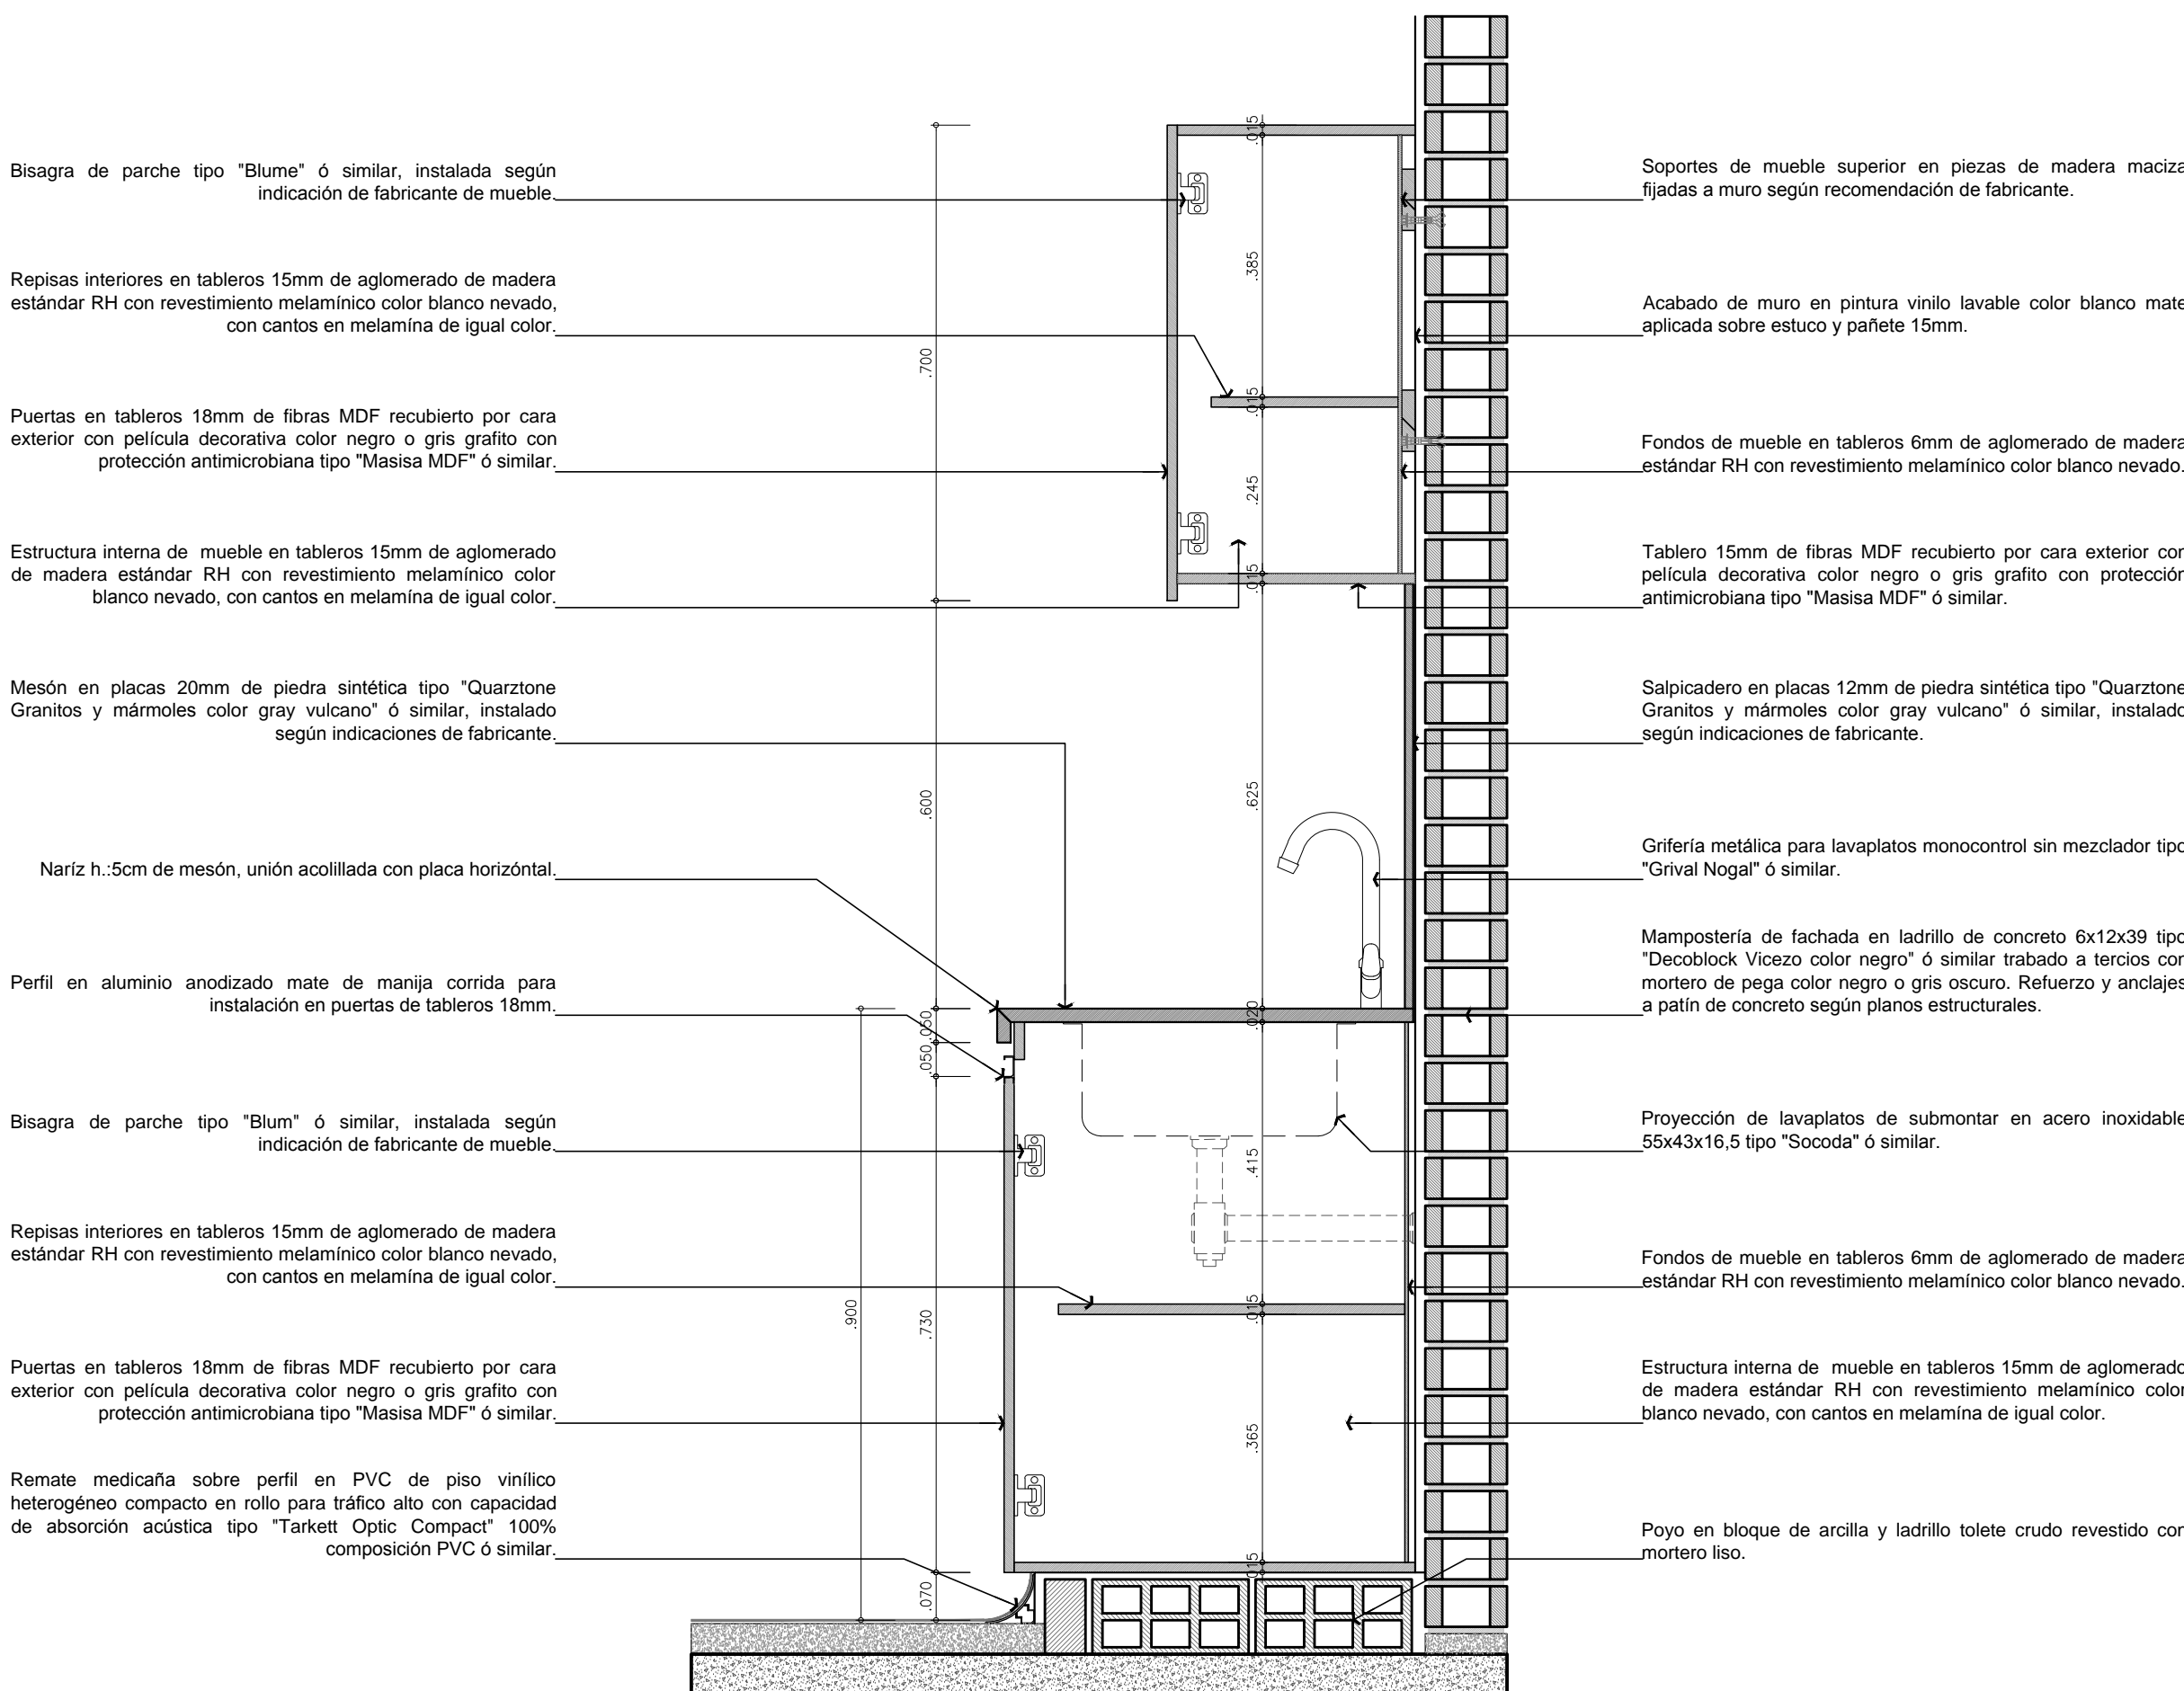 Bisagra de parche tipo "Blume" ó similar, instalada según
indicación de fabricante de mueble.
Repisas interiores en tableros 15mm de aglomerado de madera
estándar RH con revestimiento melamínico color blanco nevado,
con cantos en melamína de igual color.
Puertas en tableros 18mm de fibras MDF recubierto por cara
exterior con película decorativa color negro o gris grafito con
protección antimicrobiana tipo "Masisa MDF" ó similar.
Estructura interna de mueble en tableros 15mm de aglomerado
de madera estándar RH con revestimiento melamínico color
blanco nevado, con cantos en melamína de igual color.
Mesón en placas 20mm de piedra sintética tipo "Quarztone
Granitos y mármoles color gray vulcano" ó similar, instalado
según indicaciones de fabricante.
Naríz h.:5cm de mesón, unión acolillada con placa horizóntal.
Perfil en aluminio anodizado mate de manija corrida para
instalación en puertas de tableros 18mm.
Bisagra de parche tipo "Blum" ó similar, instalada según
indicación de fabricante de mueble.
Repisas interiores en tableros 15mm de aglomerado de madera
estándar RH con revestimiento melamínico color blanco nevado,
con cantos en melamína de igual color.
Puertas en tableros 18mm de fibras MDF recubierto por cara
exterior con película decorativa color negro o gris grafito con
protección antimicrobiana tipo "Masisa MDF" ó similar.
Remate medicaña sobre perfil en PVC de piso vinílico
heterogéneo compacto en rollo para tráfico alto con capacidad
de absorción acústica tipo "Tarkett Optic Compact" 100%
composición PVC ó similar.
.700
.600
.050
.050
.900
.730
.070
.015
.385
.015
.245
.015
.625
.020
.415
.015
.365
.015
Soportes de mueble superior en piezas de madera maciza
fijadas a muro según recomendación de fabricante.
Acabado de muro en pintura vinilo lavable color blanco mate
aplicada sobre estuco y pañete 15mm.
Fondos de mueble en tableros 6mm de aglomerado de madera
estándar RH con revestimiento melamínico color blanco nevado.
Tablero 15mm de fibras MDF recubierto por cara exterior con
película decorativa color negro o gris grafito con protección
antimicrobiana tipo "Masisa MDF" ó similar.
Salpicadero en placas 12mm de piedra sintética tipo "Quarztone
Granitos y mármoles color gray vulcano" ó similar, instalado
según indicaciones de fabricante.
Grifería metálica para lavaplatos monocontrol sin mezclador tipo
"Grival Nogal" ó similar.
Mampostería de fachada en ladrillo de concreto 6x12x39 tipo
"Decoblock Vicezo color negro" ó similar trabado a tercios con
mortero de pega color negro o gris oscuro. Refuerzo y anclajes
a patín de concreto según planos estructurales.
Proyección de lavaplatos de submontar en acero inoxidable
55x43x16,5 tipo "Socoda" ó similar.
Fondos de mueble en tableros 6mm de aglomerado de madera
estándar RH con revestimiento melamínico color blanco nevado.
Estructura interna de mueble en tableros 15mm de aglomerado
de madera estándar RH con revestimiento melamínico color
blanco nevado, con cantos en melamína de igual color.
Poyo en bloque de arcilla y ladrillo tolete crudo revestido con
mortero liso.